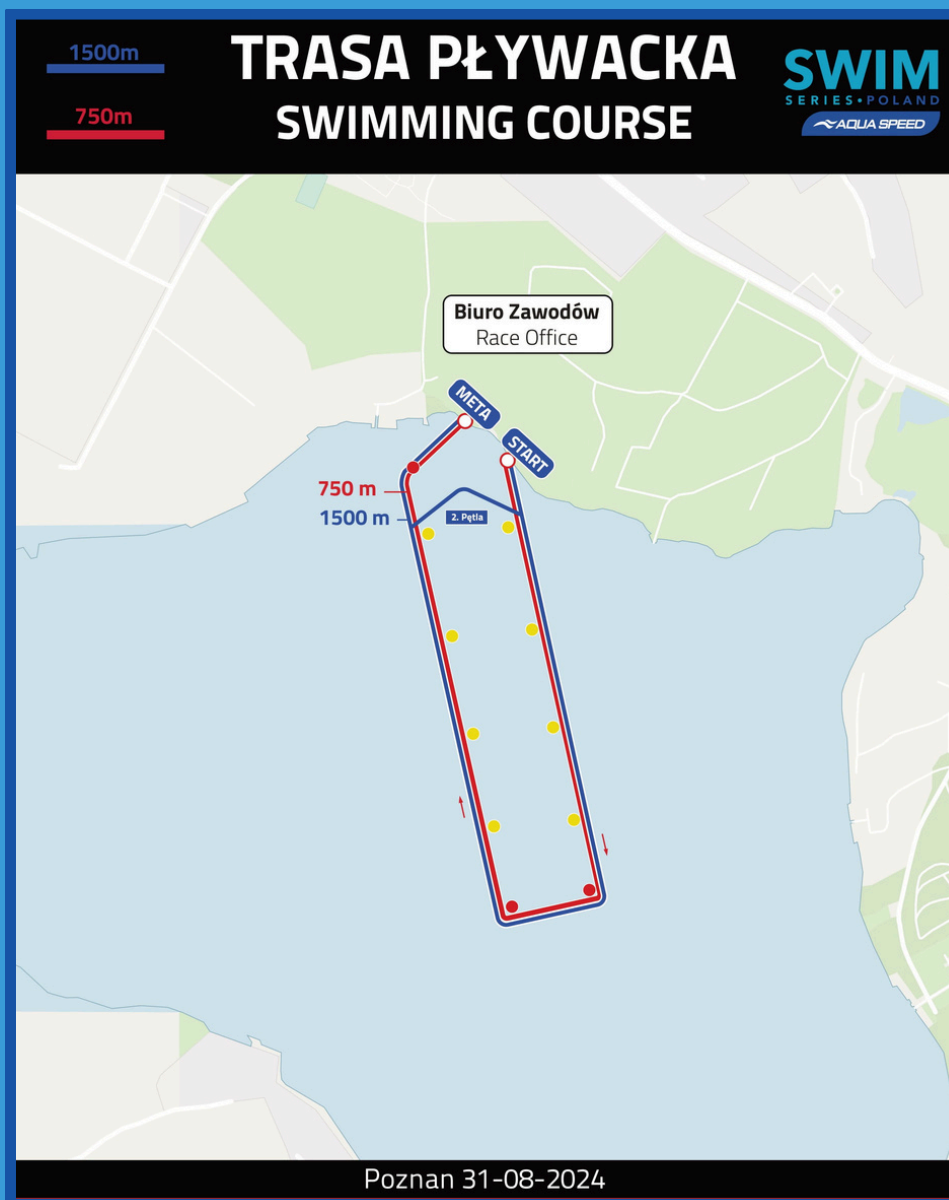 1500m
750m
TRASA PŁYWACKA
SWIMMING COURSE
SWIM
SERIES•POLAND
AQUA SPEED
Biuro Zawodów
Race Office
META
START
750 m
1500 m
2. Pętla
Poznan 31-08-2024